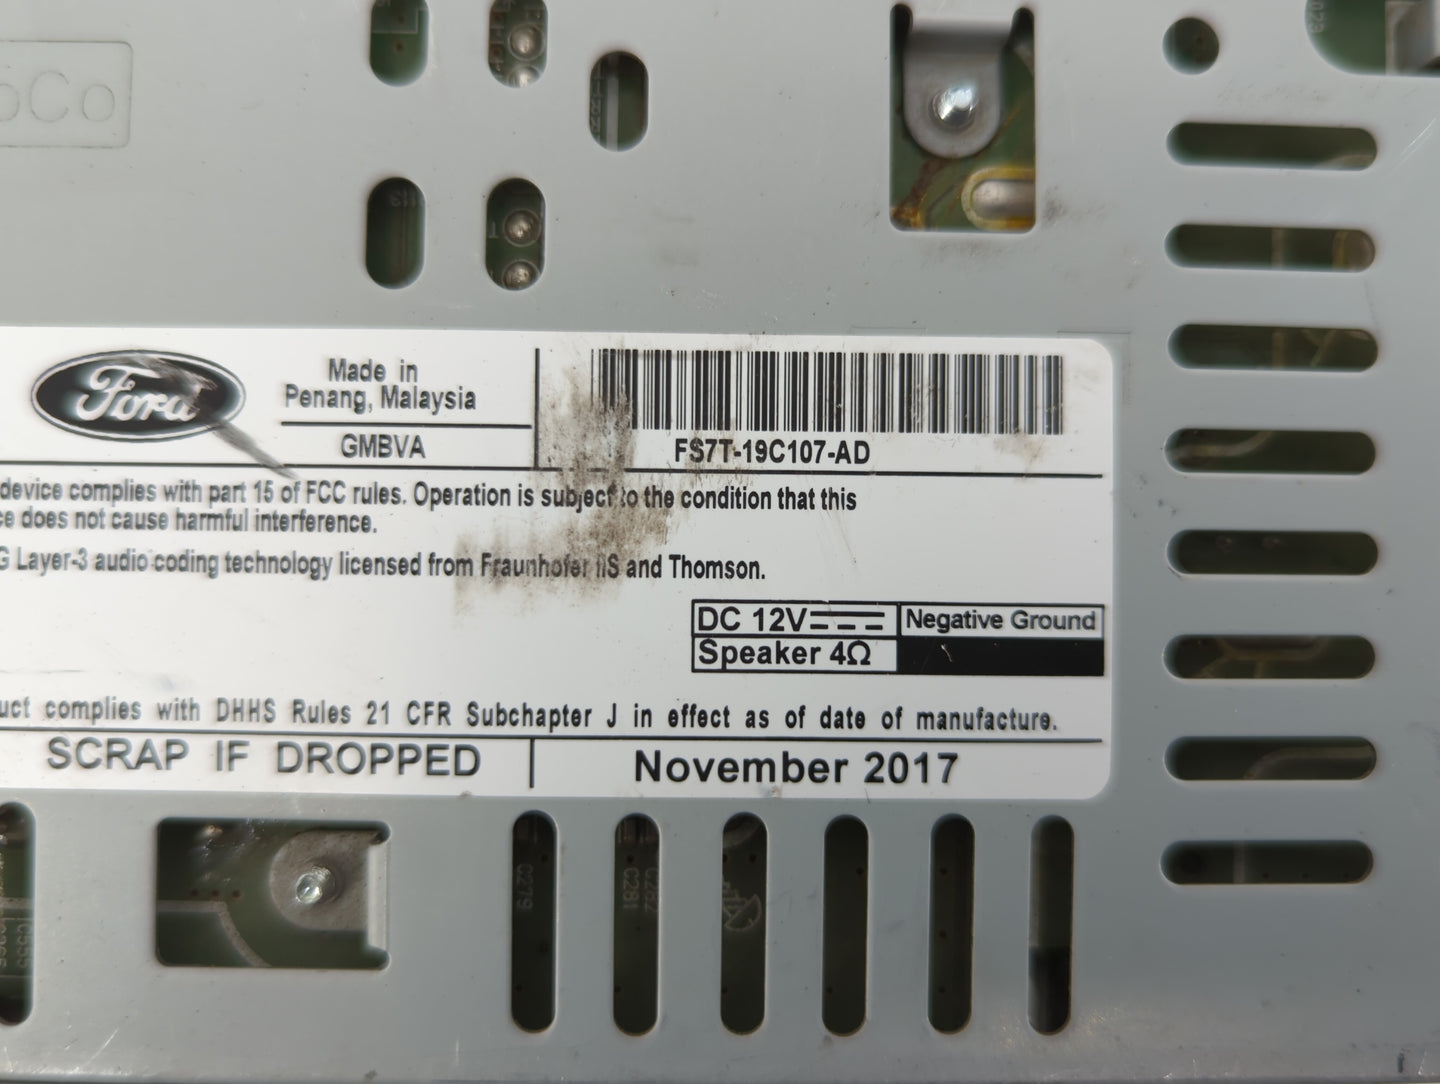 Ford
Made in
Penang, Malaysia
GMBVA
FS7T-19C107-AD
device complies with part 15 of FCC rules. Operation is subject to the condition that this
ce does not cause harmful interference.
G Layer-3 audio coding technology licensed from Fraunhofer IIS and Thomson.
DC 12V
Negative Ground
Speaker 4Ω
uct complies with DHHS Rules 21 CFR Subchapter J in effect as of date of manufacture.
SCRAP IF DROPPED
November 2017
C279
C281
C282